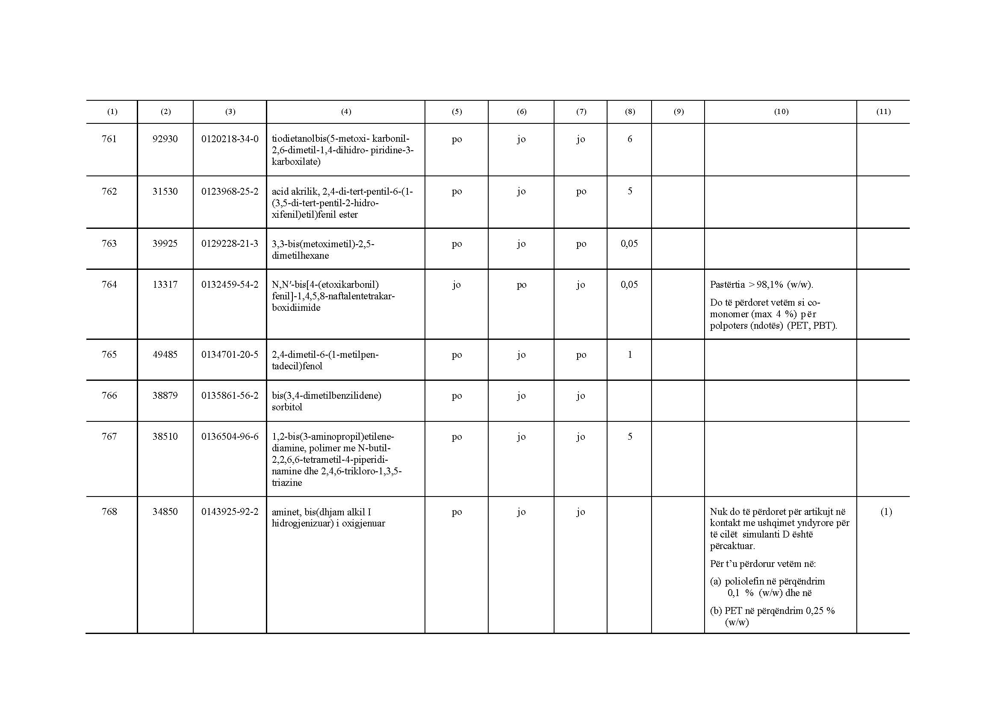 (1) (2) (3) (4) (5) (6) (7) (8) (9) (10) (11)
761 92930 0120218-34-0 tiodietanolbis(5-metoxi- karbonil- po jo jo 6
2,6-dimetil-1,4-dihidro- piridine-3-
karboxilate)
762 31530 0123968-25-2 acid akrilik, 2,4-di-tert-pentil-6-(1- po jo po 5
(3,5-di-tert-pentil-2-hidro-
xifenil)etil)fenil ester
763 39925 0129228-21-3 3,3-bis(metoximetil)-2,5- po jo po 0,05
dimetilhexane
764 13317 0132459-54-2 N,N′-bis[4-(etoxikarbonil) jo po jo 0,05 Pastërtia > 98,1% (w/w).
fenil]-1,4,5,8-naftalentetrakar-
boxidiimide
Do të përdoret vetëm si co-
monomer (max 4 %) për
polpoters (ndotës) (PET, PBT).
765 49485 0134701-20-5 2,4-dimetil-6-(1-metilpen- po jo po 1
tadecil)fenol
766 38879 0135861-56-2 bis(3,4-dimetilbenzilidene) po jo jo
sorbitol
767 38510 0136504-96-6 1,2-bis(3-aminopropil)etilene- po jo jo 5
diamine, polimer me N-butil-
2,2,6,6-tetrametil-4-piperidi-
namine dhe 2,4,6-trikloro-1,3,5-
triazine
768 34850 0143925-92-2 aminet, bis(dhjam alkil I po jo jo Nuk do të përdoret për artikujt në (1)
hidrogjenizuar) i oxigjenuar kontakt me ushqimet yndyrore për
të cilët simulanti D është
përcaktuar.
Për t’u përdorur vetëm në:
(a) poliolefin në përqëndrim
0,1 % (w/w) dhe në
(b) PET në përqëndrim 0,25 %
(w/w)